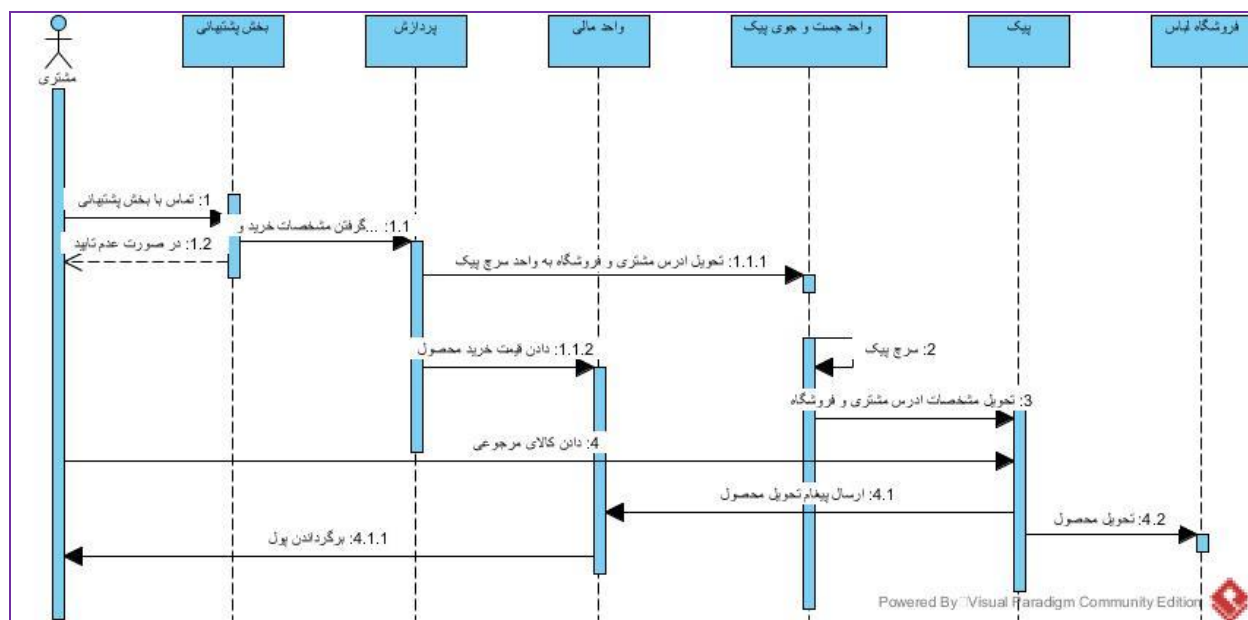 بخش پشتیبانی
پردازش
واحد مالی
واحد جست و جوی پیک
پیک
فروشگاه لباس
مشتری
1: تماس با بخش پشتیبانی
1.1: گرفتن مشخصات خرید و...
1.2: در صورت عدم تایید
1.1.1: تحویل ادرس مشتری و فروشگاه به واحد سرچ پیک
2: سرچ پیک
1.1.2: دادن قیمت خرید محصول
3: تحویل مشخصات ادرس مشتری و فروشگاه
4: دادن کالای مرجوعی
4.1: ارسال پیغام تحویل محصول
4.2: تحویل محصول
4.1.1: برگرداندن پول
Powered By Visual Paradigm Community Edition